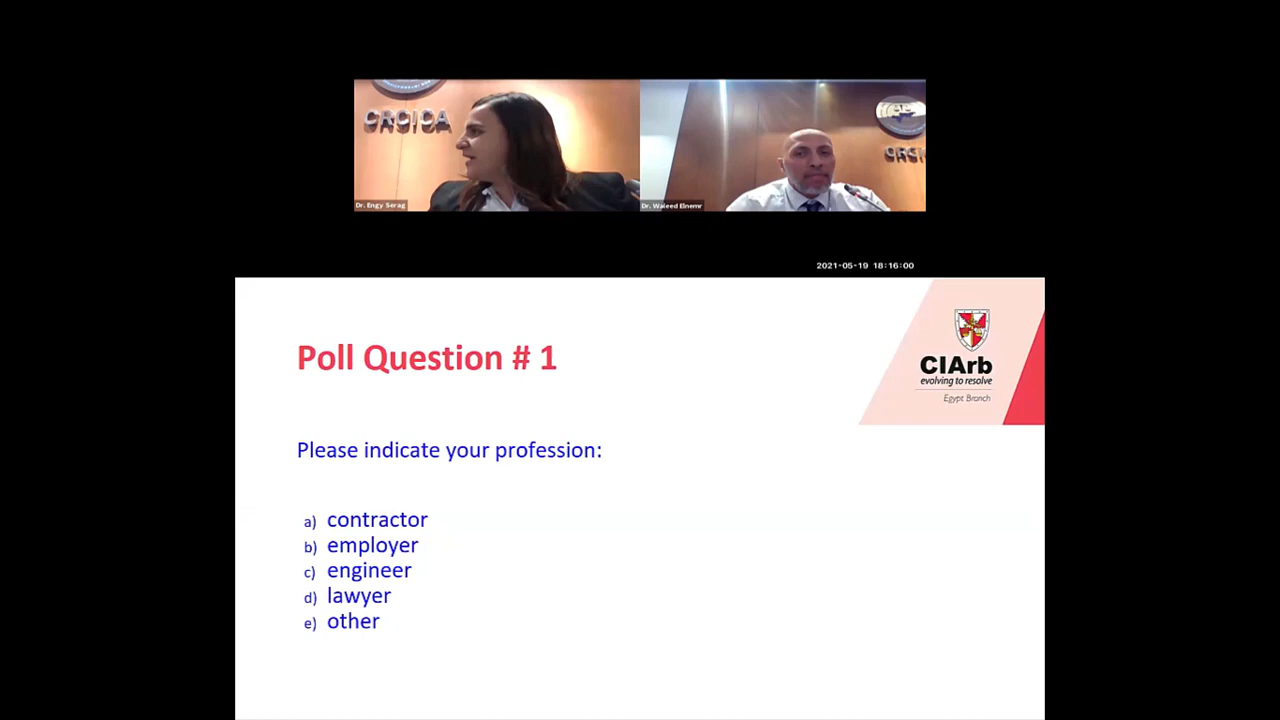 CRCICA
CRCI
Dr. Engy Serag
Dr. Waleed Elnemr
2021-05-19 18:16:00
Poll Question # 1
CIArb
evolving to resolve
Egypt Branch
Please indicate your profession:
a) contractor
b) employer
c) engineer
d) lawyer
e) other